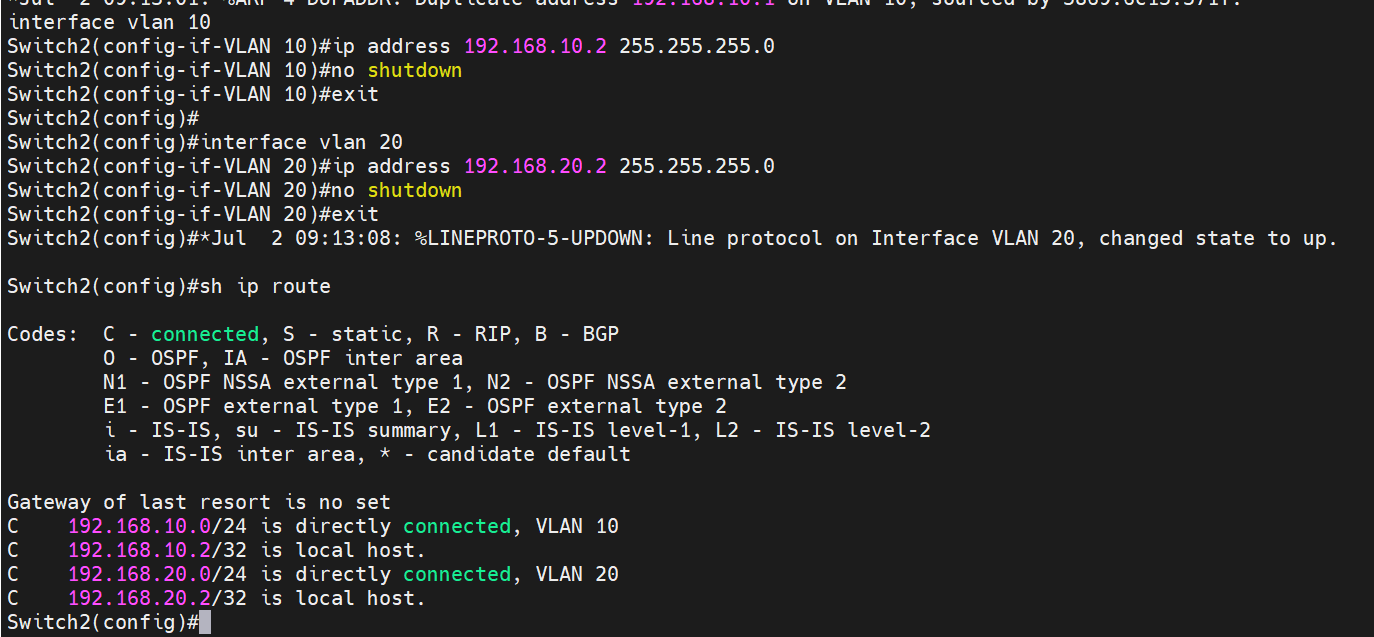 *Jul  2 09:13:01: %ARP-4-DUPADDR: Duplicate address 192.168.10.1 on VLAN 10, sourced by
interface vlan 10
Switch2(config-if-VLAN 10)#ip address 192.168.10.2 255.255.255.0
Switch2(config-if-VLAN 10)#no shutdown
Switch2(config-if-VLAN 10)#exit
Switch2(config)#
Switch2(config)#interface vlan 20
Switch2(config-if-VLAN 20)#ip address 192.168.20.2 255.255.255.0
Switch2(config-if-VLAN 20)#no shutdown
Switch2(config-if-VLAN 20)#exit
Switch2(config)#*Jul  2 09:13:08: %LINEPROTO-5-UPDOWN: Line protocol on Interface VLAN 20, changed state to up.
Switch2(config)#sh ip route
Codes:  C - connected, S - static, R - RIP, B - BGP
        O - OSPF, IA - OSPF inter area
        N1 - OSPF NSSA external type 1, N2 - OSPF NSSA external type 2
        E1 - OSPF external type 1, E2 - OSPF external type 2
        i - IS-IS, su - IS-IS summary, L1 - IS-IS level-1, L2 - IS-IS level-2
        ia - IS-IS inter area, * - candidate default
Gateway of last resort is no set
C    192.168.10.0/24 is directly connected, VLAN 10
C    192.168.10.2/32 is local host.
C    192.168.20.0/24 is directly connected, VLAN 20
C    192.168.20.2/32 is local host.
Switch2(config)#